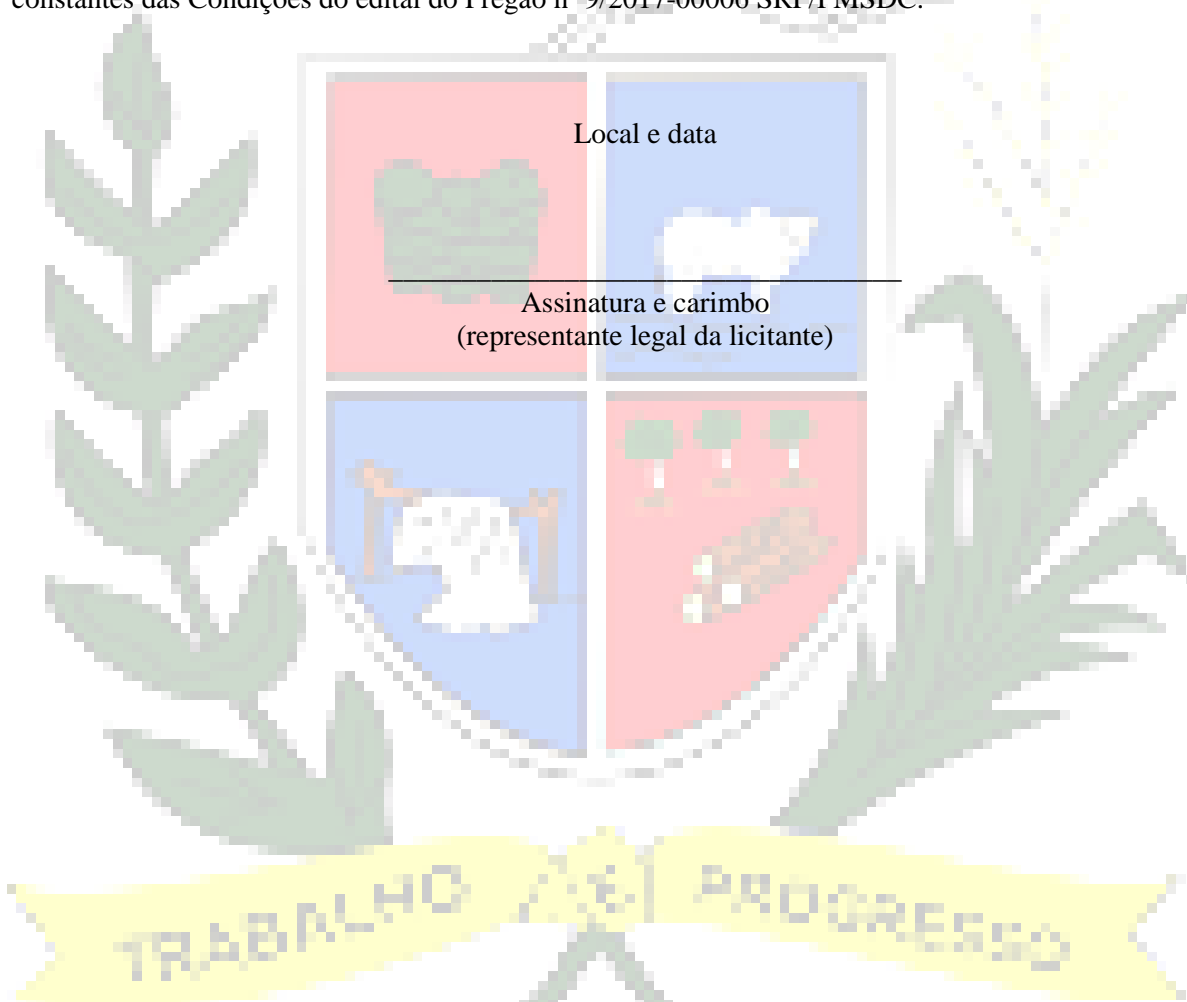 constantes das Condições do edital do Pregão nº 9/2017-00006 SRP/PMSDC.
Local e data
Assinatura e carimbo
(representante legal da licitante)
TRABALHO E PROGRESSO